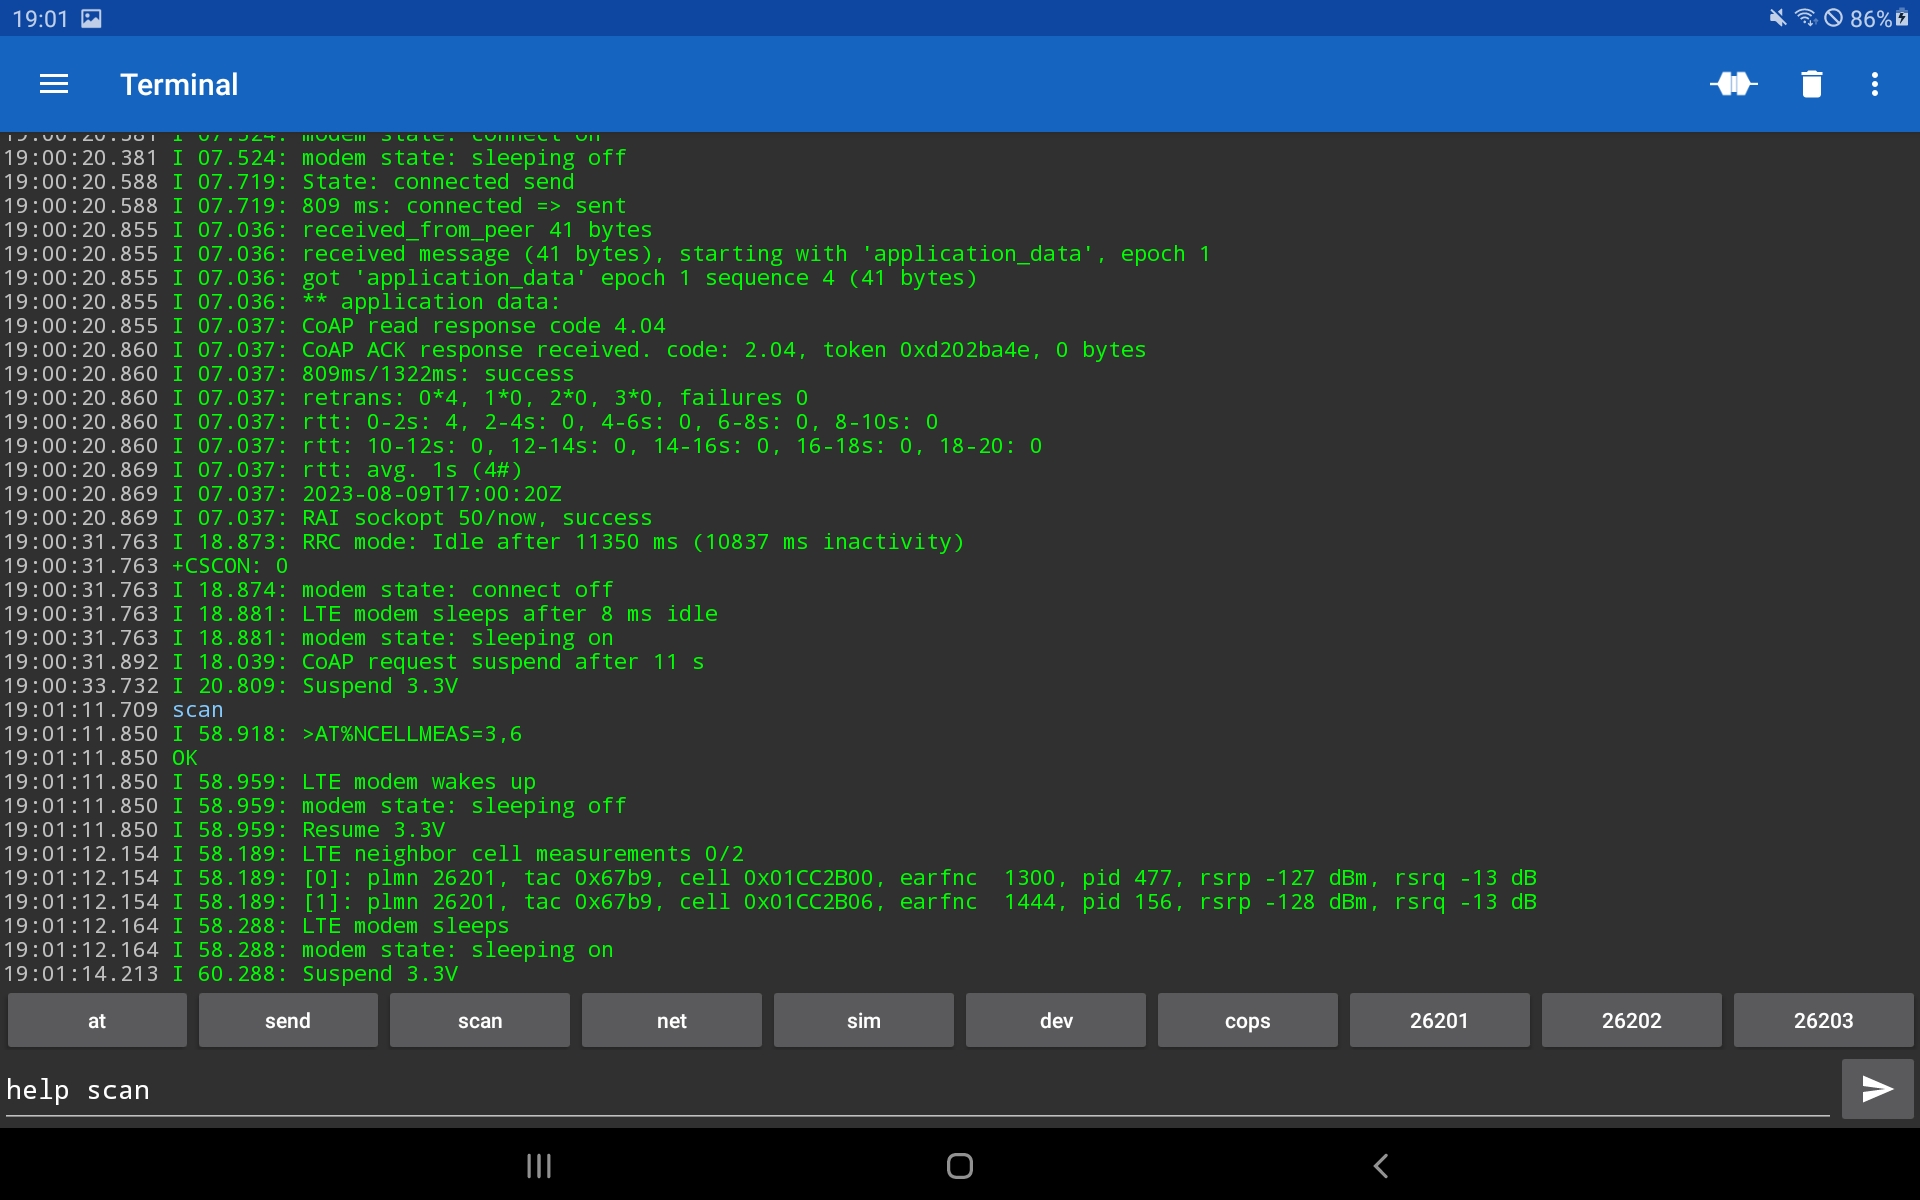 19:01 86%
Terminal
19:00:20.381 I 07.524: modem state: connect on
19:00:20.381 I 07.524: modem state: sleeping off
19:00:20.588 I 07.719: State: connected send
19:00:20.588 I 07.719: 809 ms: connected => sent
19:00:20.855 I 07.036: received_from_peer 41 bytes
19:00:20.855 I 07.036: received message (41 bytes), starting with 'application_data', epoch 1
19:00:20.855 I 07.036: got 'application_data' epoch 1 sequence 4 (41 bytes)
19:00:20.855 I 07.036: ** application data:
19:00:20.855 I 07.037: CoAP read response code 4.04
19:00:20.860 I 07.037: CoAP ACK response received. code: 2.04, token 0xd202ba4e, 0 bytes
19:00:20.860 I 07.037: 809ms/1322ms: success
19:00:20.860 I 07.037: retrans: 0*4, 1*0, 2*0, 3*0, failures 0
19:00:20.860 I 07.037: rtt: 0-2s: 4, 2-4s: 0, 4-6s: 0, 6-8s: 0, 8-10s: 0
19:00:20.860 I 07.037: rtt: 10-12s: 0, 12-14s: 0, 14-16s: 0, 16-18s: 0, 18-20: 0
19:00:20.869 I 07.037: rtt: avg. 1s (4#)
19:00:20.869 I 07.037: 2023-08-09T17:00:20Z
19:00:20.869 I 07.037: RAI sockopt 50/now, success
19:00:31.763 I 18.873: RRC mode: Idle after 11350 ms (10837 ms inactivity)
19:00:31.763 +CSCON: 0
19:00:31.763 I 18.874: modem state: connect off
19:00:31.763 I 18.881: LTE modem sleeps after 8 ms idle
19:00:31.763 I 18.881: modem state: sleeping on
19:00:31.892 I 18.039: CoAP request suspend after 11 s
19:00:33.732 I 20.809: Suspend 3.3V
19:01:11.709 scan
19:01:11.850 I 58.918: >AT%NCELLMEAS=3,6
19:01:11.850 OK
19:01:11.850 I 58.959: LTE modem wakes up
19:01:11.850 I 58.959: modem state: sleeping off
19:01:11.850 I 58.959: Resume 3.3V
19:01:12.154 I 58.189: LTE neighbor cell measurements 0/2
19:01:12.154 I 58.189: [0]: plmn 26201, tac 0x67b9, cell 0x01CC2B00, earfnc  1300, pid 477, rsrp -127 dBm, rsrq -13 dB
19:01:12.154 I 58.189: [1]: plmn 26201, tac 0x67b9, cell 0x01CC2B06, earfnc  1444, pid 156, rsrp -128 dBm, rsrq -13 dB
19:01:12.164 I 58.288: LTE modem sleeps
19:01:12.164 I 58.288: modem state: sleeping on
19:01:14.213 I 60.288: Suspend 3.3V
at send scan net sim dev cops 26201 26202 26203
help scan